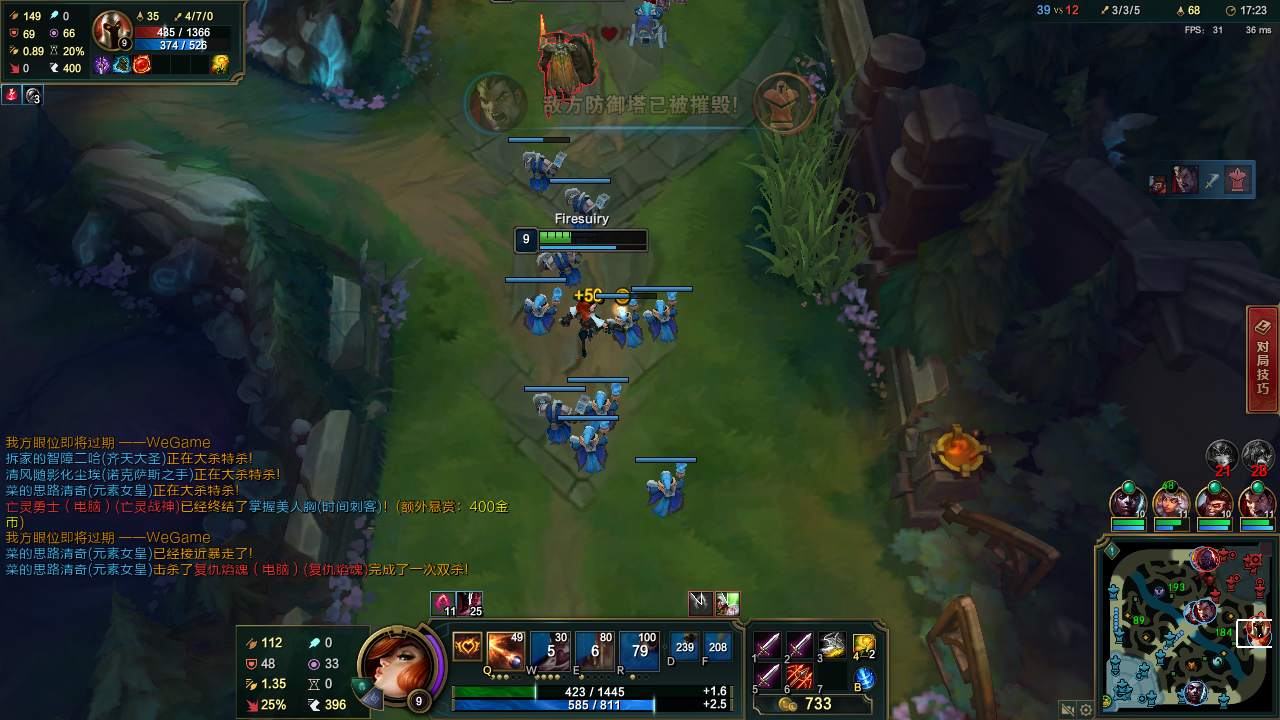 149 0 35 4/7/0
69 66 435 / 1366
0.89 20% 9 374 / 526
0 400
3
39 vs 12 3/3/5 68 17:23
FPS: 31 36 ms
敌方防御塔已被摧毁!
Firesuiry
9
+50
对局技巧
我方眼位即将过期 ——WeGame
拆家的智障二哈(齐天大圣)正在大杀特杀!
清风随影化尘埃(诺克萨斯之手)正在大杀特杀!
菜的思路清奇(元素女皇)正在大杀特杀!
亡灵勇士(电脑)(亡灵战神)已经终结了掌握美人胸(时间刺客)! (额外悬赏: 400金
币)
我方眼位即将过期 ——WeGame
菜的思路清奇(元素女皇)已经接近暴走了!
菜的思路清奇(元素女皇)击杀了复仇焰魂(电脑)(复仇焰魂)完成了一次双杀!
21 28
68
10 11 10 11
193
89
184
11 25
112 0
48 33
1.35 0
25% 396
9
49 30 80 100
5 6 79 239 208
Q W E R D F
423 / 1445 +1.6
585 / 811 +2.5
1 2 3 4 2
5 6 7 B
733